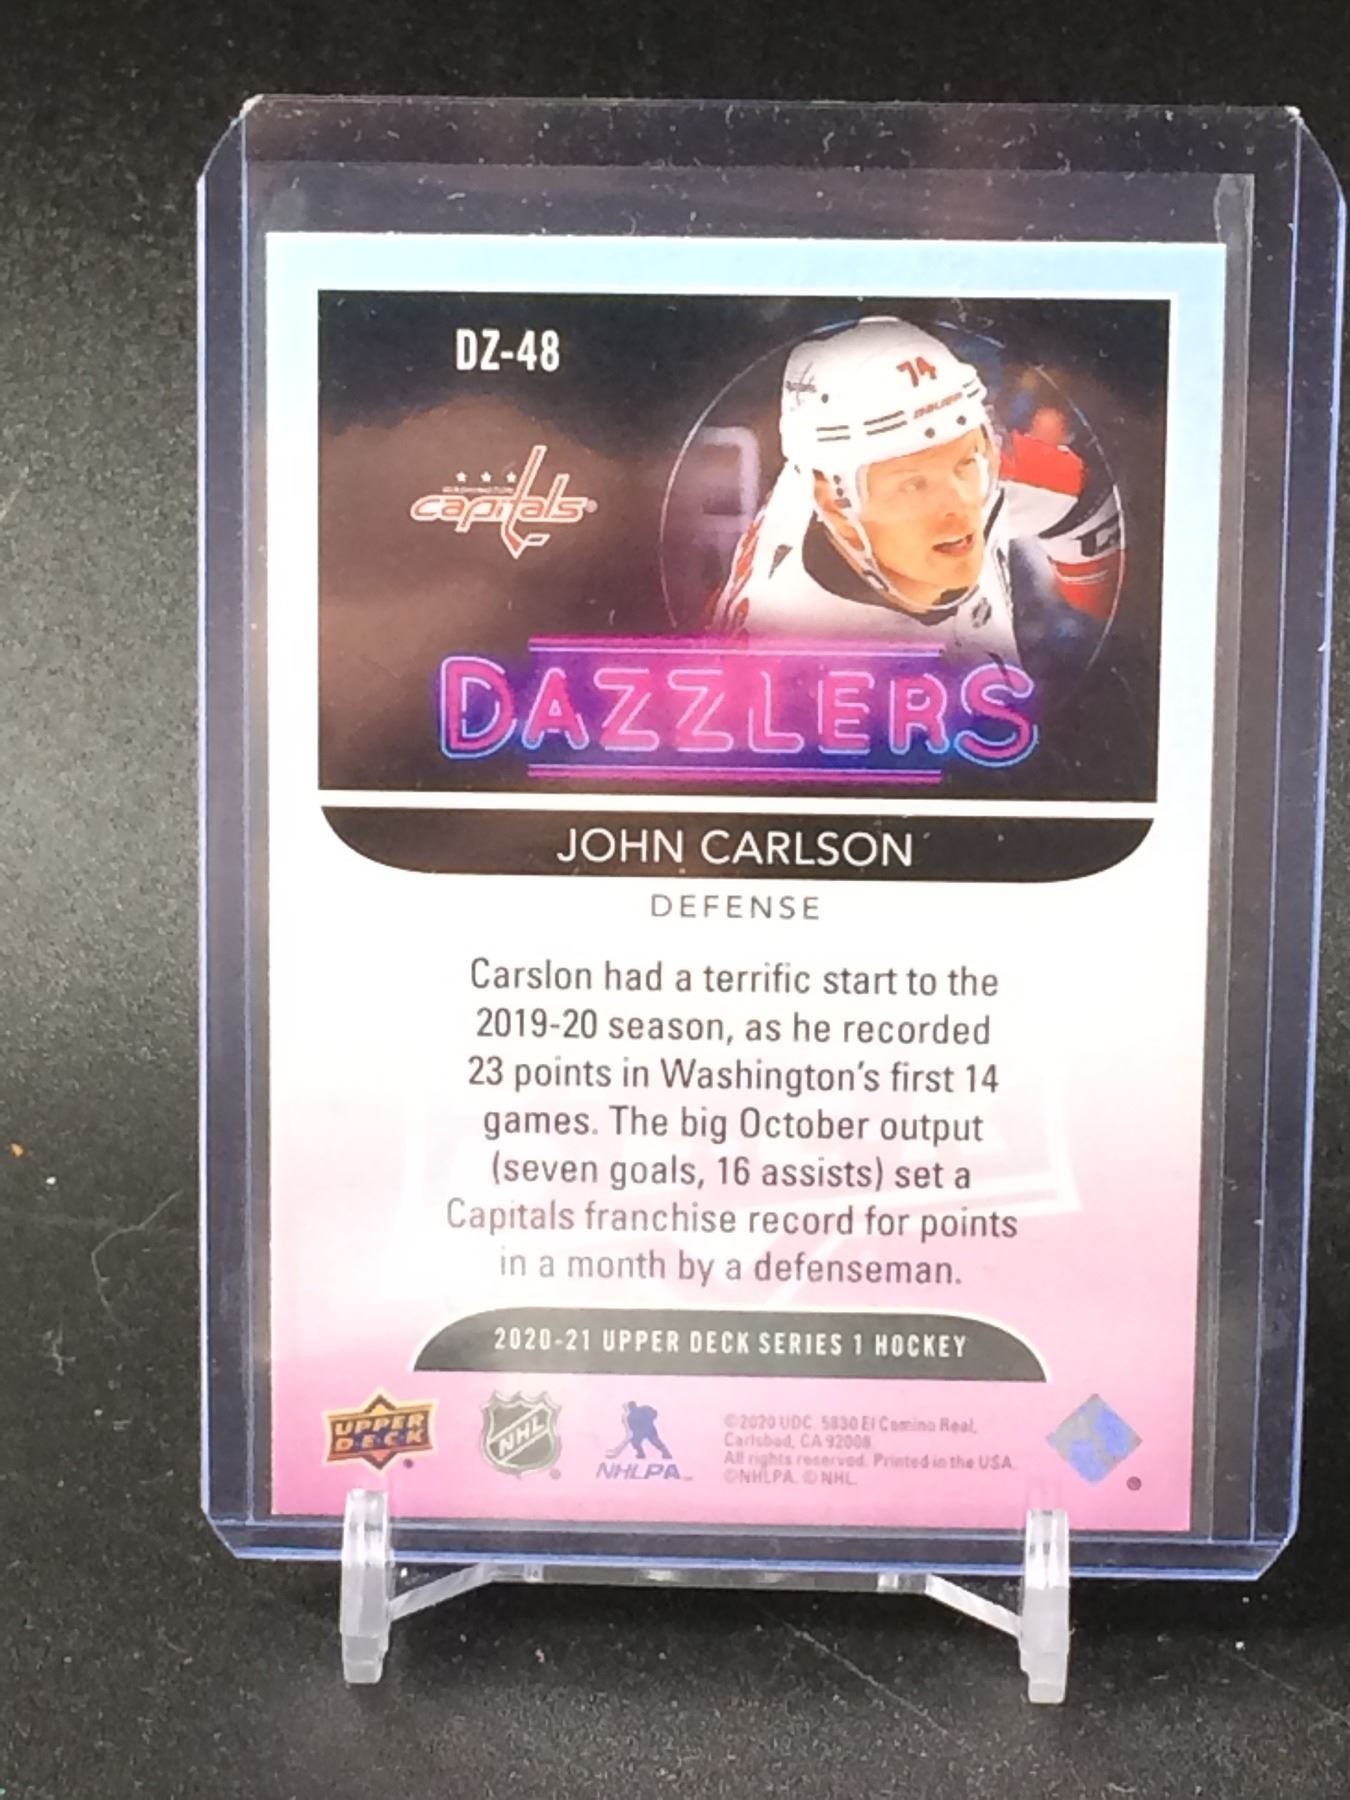 DZ-48
74
BAUER
WASHINGTON
capitals
DAZZLERS
JOHN CARLSON
DEFENSE
Carslon had a terrific start to the
2019-20 season, as he recorded
23 points in Washington's first 14
games. The big October output
(seven goals, 16 assists) set a
Capitals franchise record for points
in a month by a defenseman.
2020-21 UPPER DECK SERIES 1 HOCKEY
UPPER
DECK
NHL
NHLPA
©2020 UDC. 5830 El Camino Real,
Carlsbad, CA 92008.
All rights reserved. Printed in the USA.
©NHLPA. © NHL.